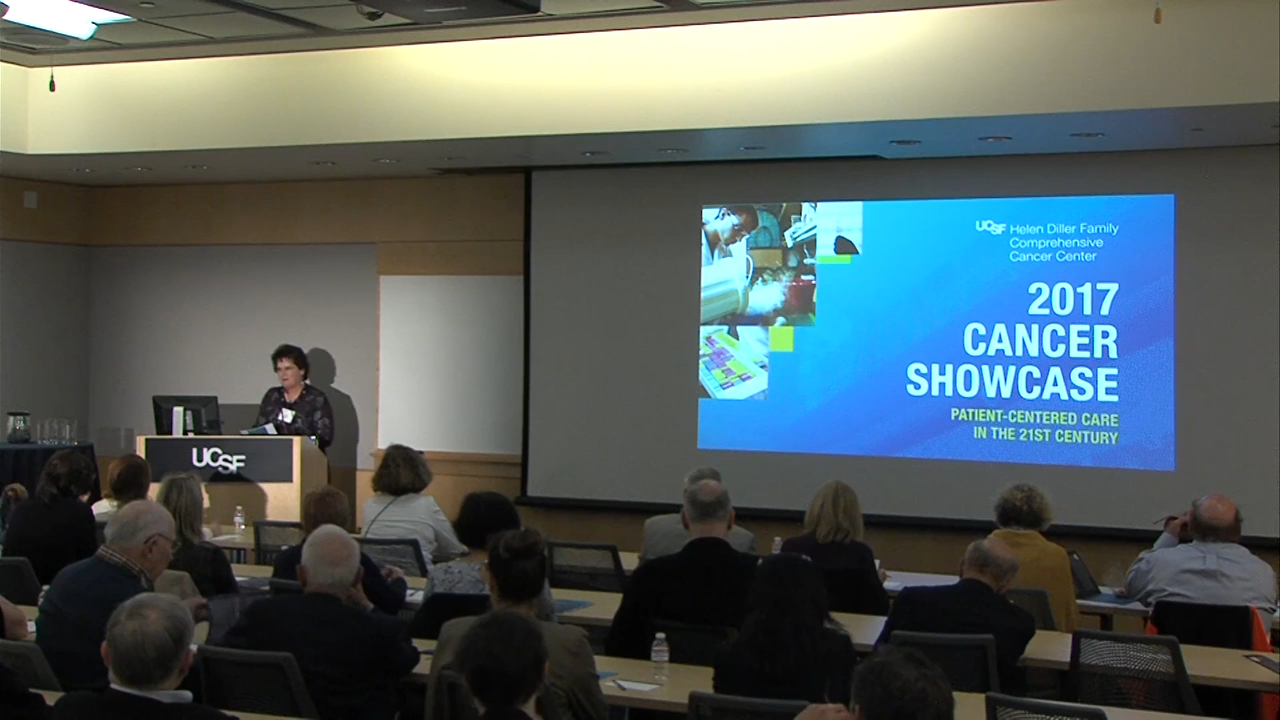 UCSF Helen Diller Family
Comprehensive
Cancer Center
2017
CANCER
SHOWCASE
PATIENT-CENTERED CARE
IN THE 21ST CENTURY
UCSF